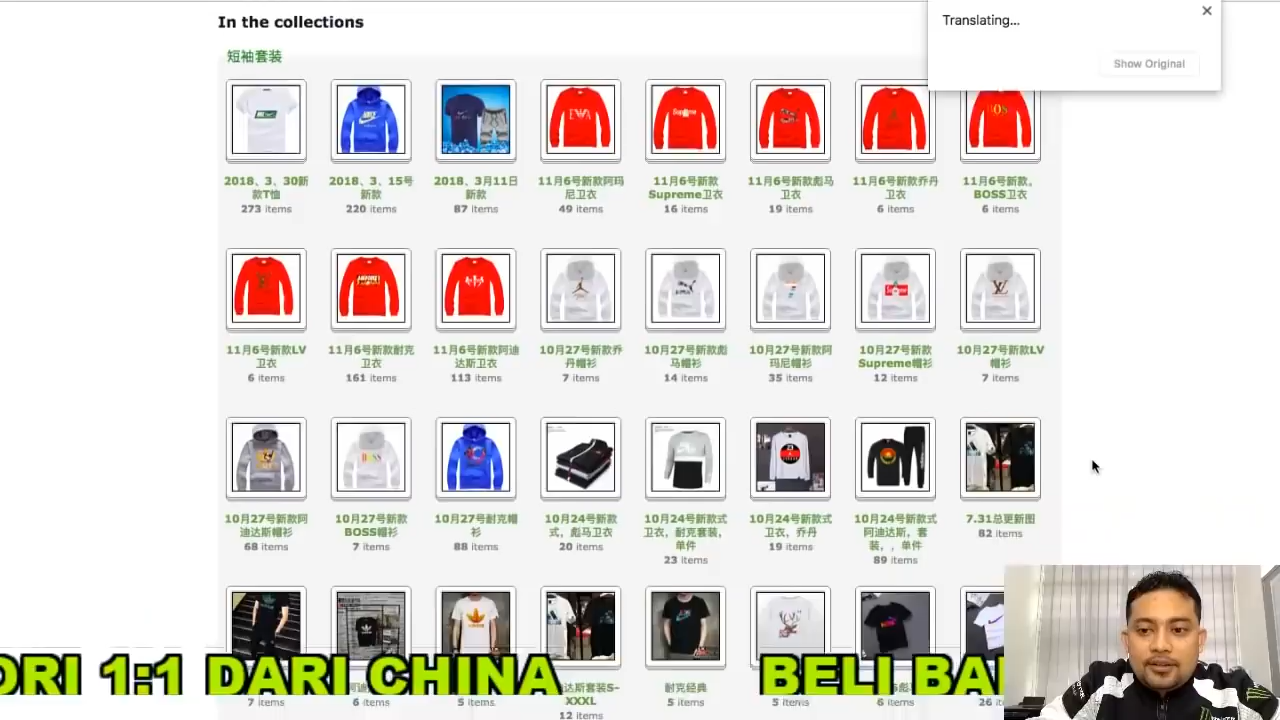 In the collections
Translating...
Show Original
短袖套装
2018、3、30新
款T恤
273 items
2018、3、15号
新款
220 items
2018、3月11日
新款
87 items
11月6号新款阿玛
尼卫衣
49 items
11月6号新款
Supreme卫衣
16 items
11月6号新款彪马
卫衣
19 items
11月6号新款乔丹
卫衣
6 items
11月6号新款。
BOSS卫衣
6 items
11月6号新款LV
卫衣
6 items
11月6号新款耐克
卫衣
161 items
11月6号新款阿迪
达斯卫衣
113 items
10月27号新款乔
丹帽衫
7 items
10月27号新款彪
马帽衫
14 items
10月27号新款阿
玛尼帽衫
35 items
10月27号新款
Supreme帽衫
12 items
10月27号新款LV
帽衫
7 items
10月27号新款阿
迪达斯帽衫
68 items
10月27号新款
BOSS帽衫
7 items
10月27号耐克帽
衫
88 items
10月24号新款
式，彪马卫衣
20 items
10月24号新款式
卫衣，耐克套装，
单件
23 items
10月24号新款式
卫衣，乔丹
19 items
10月24号新款式
阿迪达斯，套
装，，单件
89 items
7.31总更新图
82 items
7 items
6 items
5 items
达斯套装S-
XXXL
12 items
耐克经典
5 items
5 items
6 items
26
ORI 1:1 DARI CHINA
BELI BA